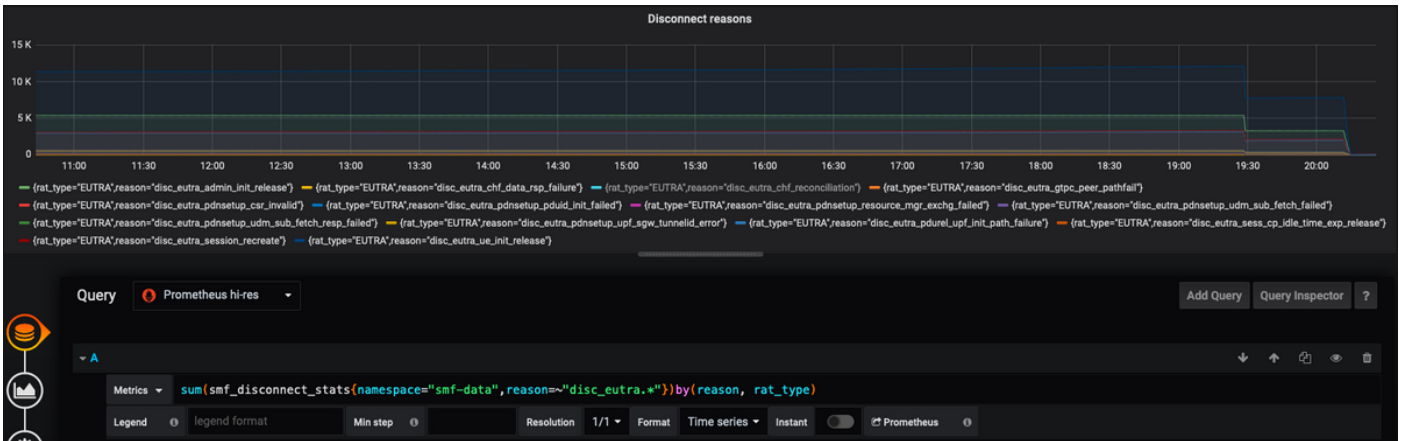 Disconnect reasons
15 K
10 K
5 K
0
11:00 11:30 12:00 12:30 13:00 13:30 14:00 14:30 15:00 15:30 16:00 16:30 17:00 17:30 18:00 18:30 19:00 19:30 20:00
{rat_type="EUTRA",reason="disc_eutra_admin_init_release"} {rat_type="EUTRA",reason="disc_eutra_chf_data_rsp_failure"} {rat_type="EUTRA",reason="disc_eutra_chf_reconciliation"} {rat_type="EUTRA",reason="disc_eutra_gtpc_peer_pathfail"}
{rat_type="EUTRA",reason="disc_eutra_pdnsetup_csr_invalid"} {rat_type="EUTRA",reason="disc_eutra_pdnsetup_pduid_init_failed"} {rat_type="EUTRA",reason="disc_eutra_pdnsetup_resource_mgr_exchg_failed"} {rat_type="EUTRA",reason="disc_eutra_pdnsetup_udm_sub_fetch_failed"}
{rat_type="EUTRA",reason="disc_eutra_pdnsetup_udm_sub_fetch_resp_failed"} {rat_type="EUTRA",reason="disc_eutra_pdnsetup_upf_sgw_tunnelid_error"} {rat_type="EUTRA",reason="disc_eutra_pdurel_upf_init_path_failure"} {rat_type="EUTRA",reason="disc_eutra_sess_cp_idle_time_exp_release"}
{rat_type="EUTRA",reason="disc_eutra_session_recreate"} {rat_type="EUTRA",reason="disc_eutra_ue_init_release"}
Query Prometheus hi-res Add Query Query Inspector ?
A
Metrics sum(smf_disconnect_stats{namespace="smf-data",reason=~"disc_eutra.*"})by(reason, rat_type)
Legend legend format Min step Resolution 1/1 Format Time series Instant Prometheus